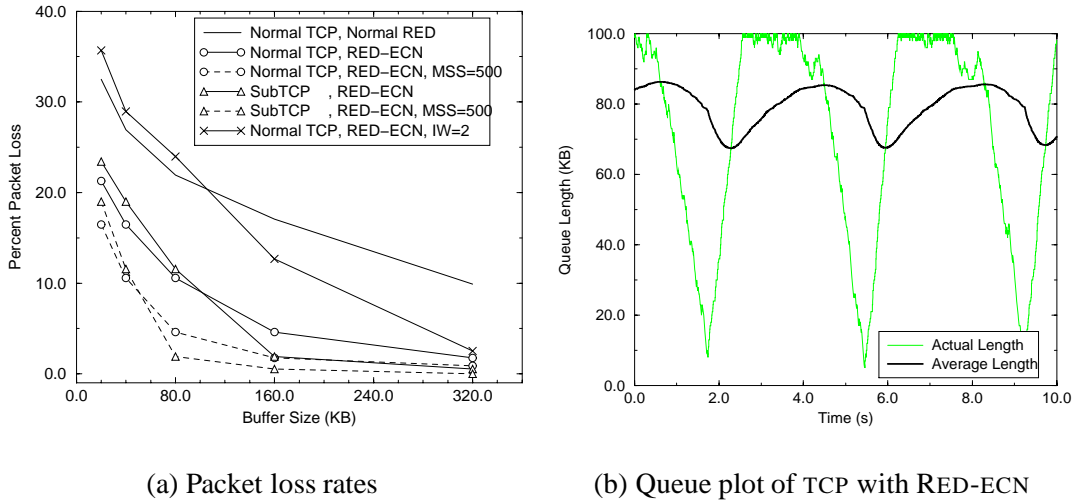 40.0
30.0
20.0
10.0
0.0
Percent Packet Loss
0.0 80.0 160.0 240.0 320.0
Buffer Size (KB)
Normal TCP, Normal RED
Normal TCP, RED−ECN
Normal TCP, RED−ECN, MSS=500
SubTCP , RED−ECN
SubTCP , RED−ECN, MSS=500
Normal TCP, RED−ECN, IW=2
(a) Packet loss rates
100.0
80.0
60.0
40.0
20.0
0.0
Queue Length (KB)
0.0 2.0 4.0 6.0 8.0 10.0
Time (s)
Actual Length
Average Length
(b) Queue plot of TCP with RED-ECN